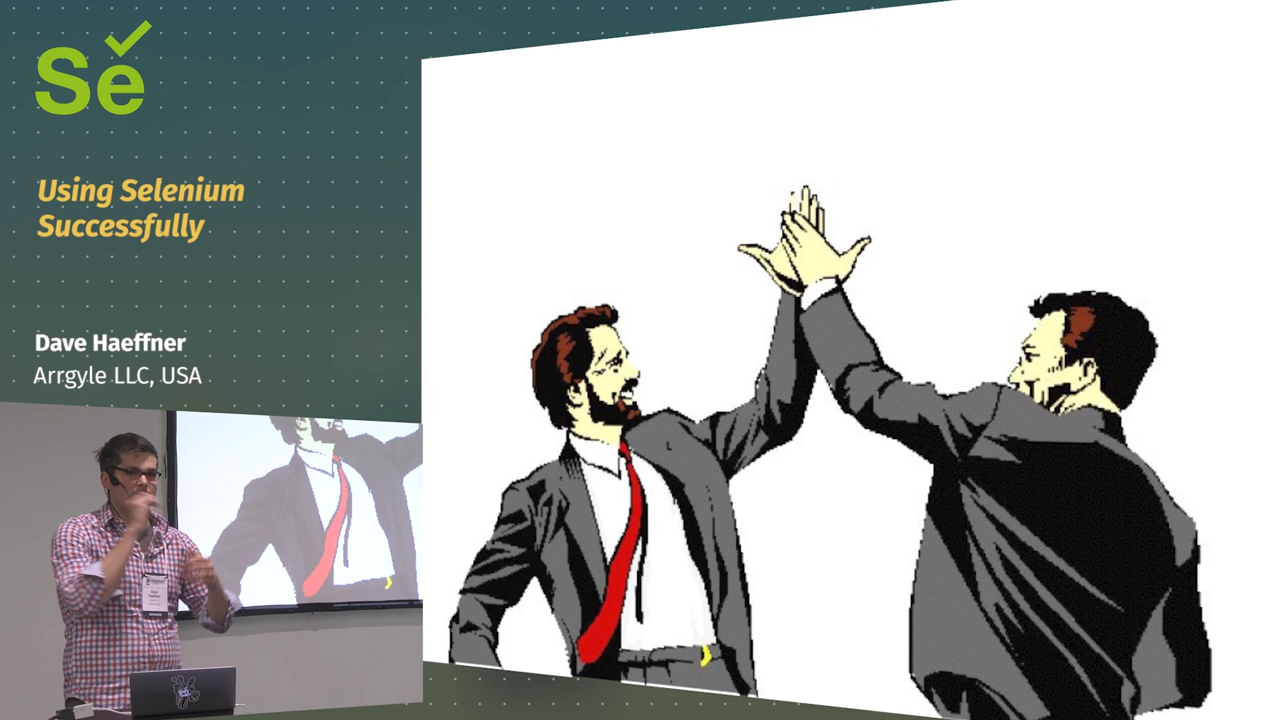 Se
Using Selenium
Successfully
Dave Haeffner
Arrgyle LLC, USA